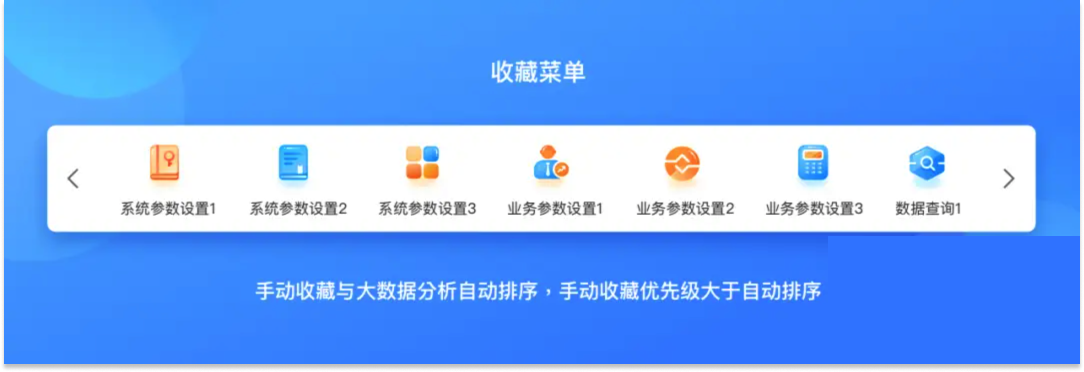 收藏菜单
系统参数设置1 系统参数设置2 系统参数设置3 业务参数设置1 业务参数设置2 业务参数设置3 数据查询1
手动收藏与大数据分析自动排序，手动收藏优先级大于自动排序